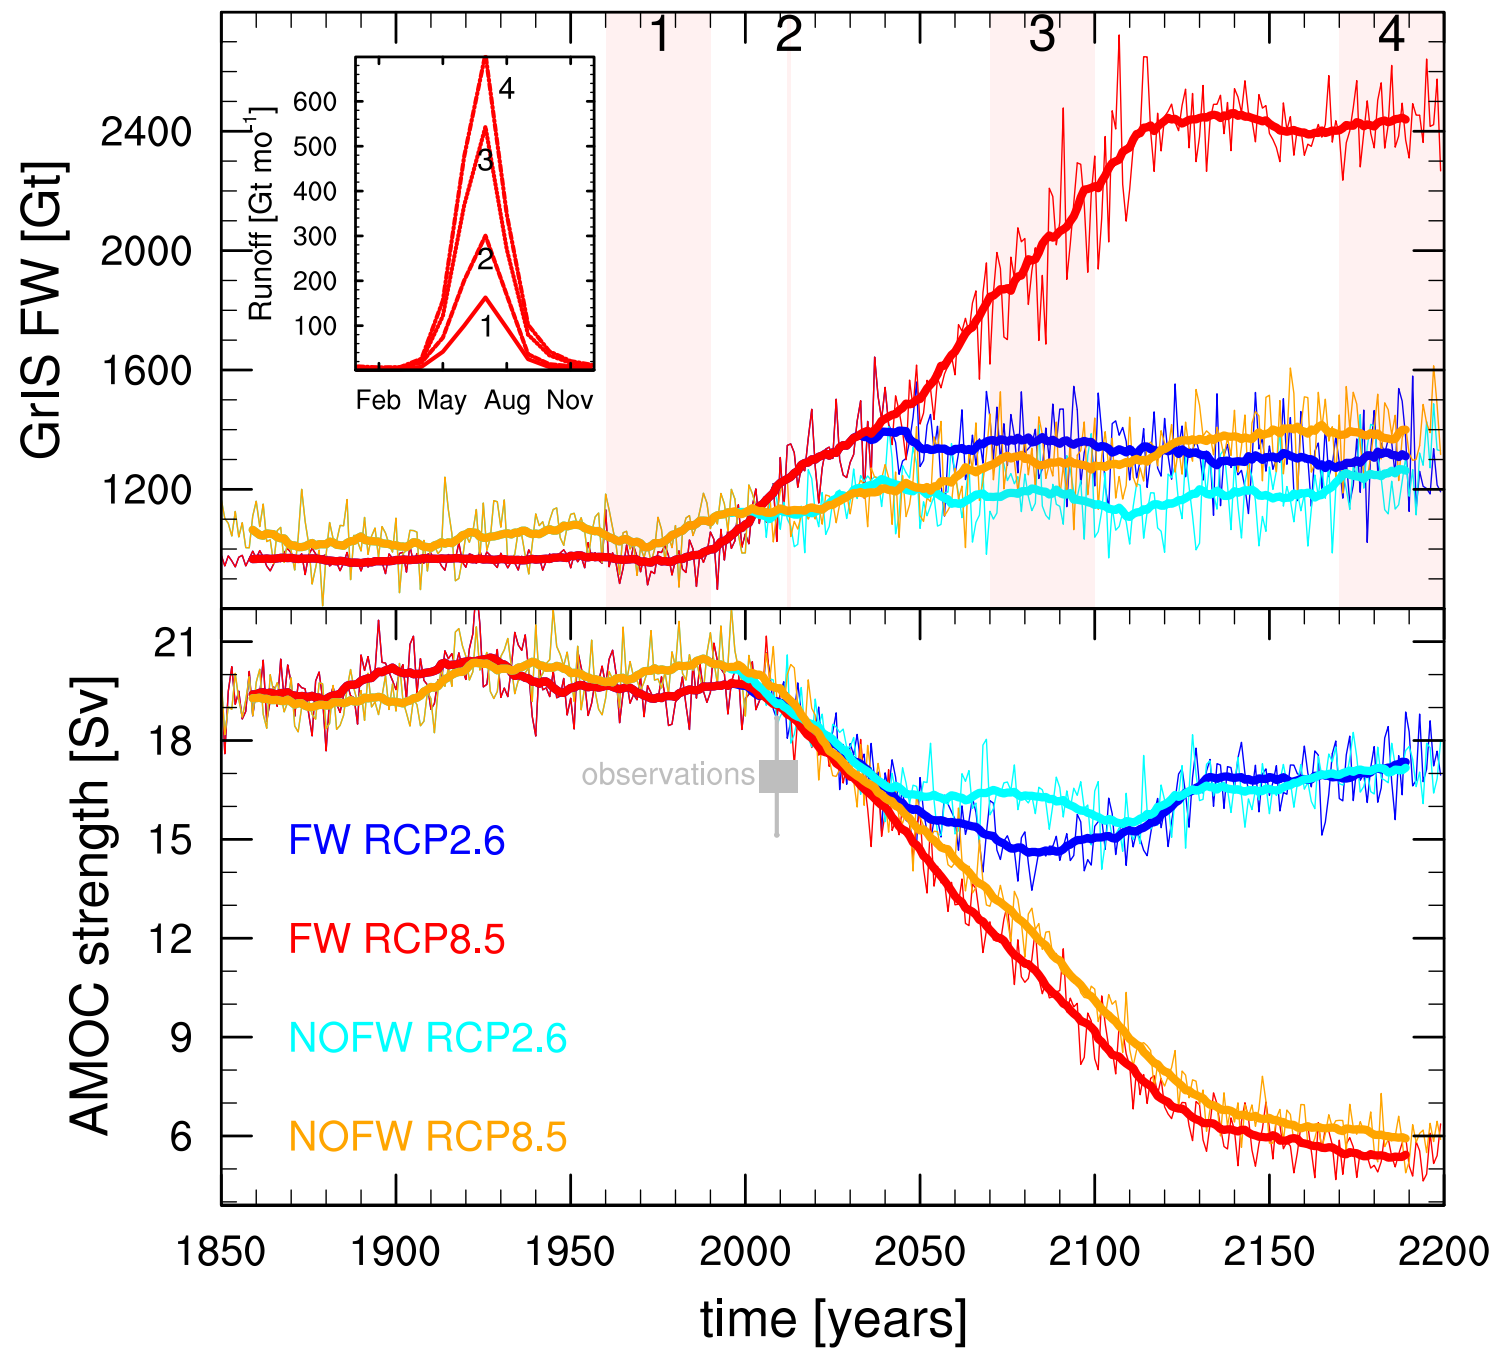 1 2 3 4
GrIS FW [Gt]
2400
2000
1600
1200
Runoff [Gt mo-1]
600
500
400
300
200
100
4
3
2
1
Feb May Aug Nov
AMOC strength [Sv]
21
18
15
12
9
6
observations
FW RCP2.6
FW RCP8.5
NOFW RCP2.6
NOFW RCP8.5
1850 1900 1950 2000 2050 2100 2150 2200
time [years]